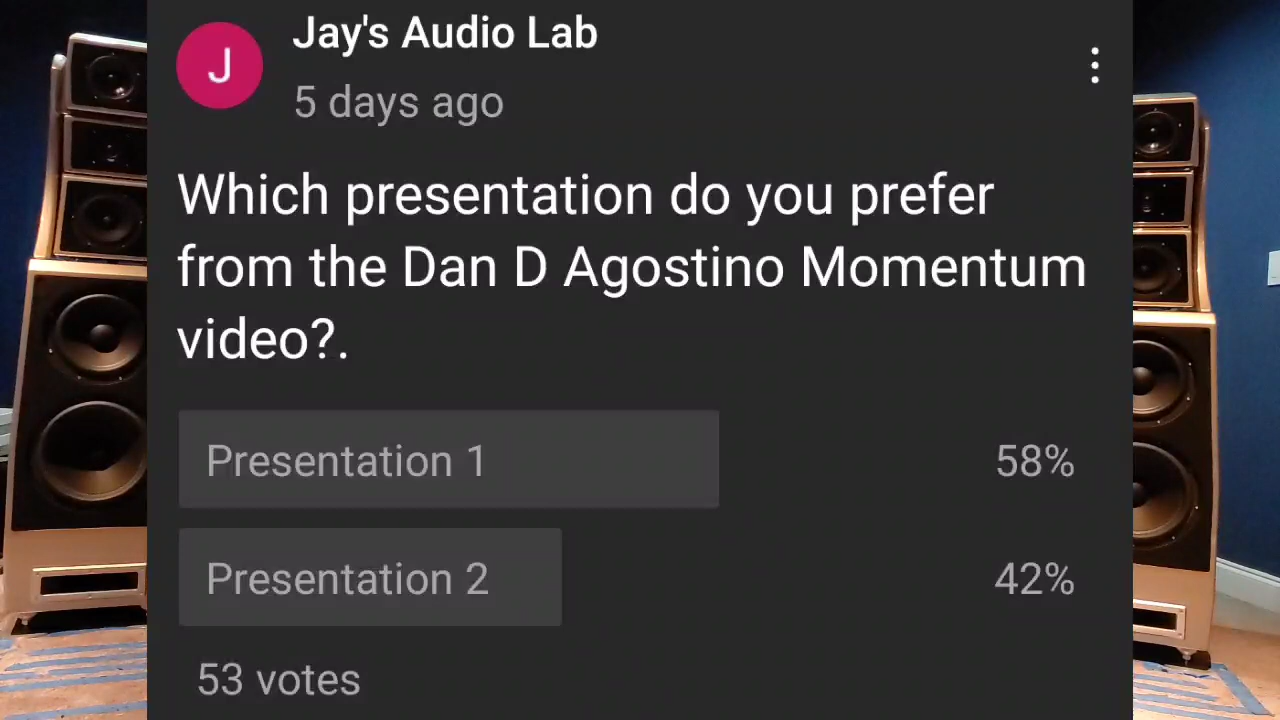 J
Jay's Audio Lab
5 days ago
Which presentation do you prefer
from the Dan D Agostino Momentum
video?.
Presentation 1
58%
Presentation 2
42%
53 votes